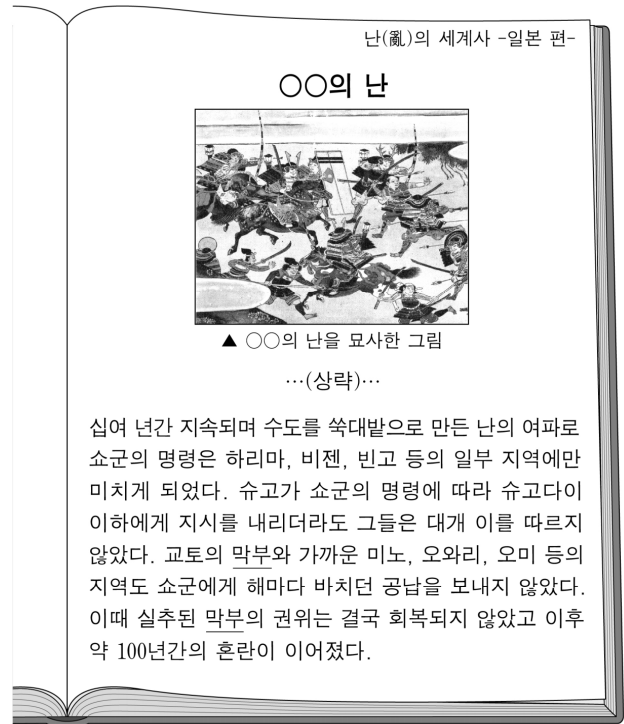 난(亂)의 세계사 -일본 편-
○○의 난
▲ ○○의 난을 묘사한 그림
…(상략)…
십여 년간 지속되며 수도를 쑥대밭으로 만든 난의 여파로
쇼군의 명령은 하리마, 비젠, 빈고 등의 일부 지역에만
미치게 되었다. 슈고가 쇼군의 명령에 따라 슈고다이
이하에게 지시를 내리더라도 그들은 대개 이를 따르지
않았다. 교토의 막부와 가까운 미노, 오와리, 오미 등의
지역도 쇼군에게 해마다 바치던 공납을 보내지 않았다.
이때 실추된 막부의 권위는 결국 회복되지 않았고 이후
약 100년간의 혼란이 이어졌다.